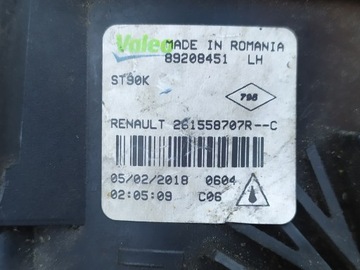 Valeo MADE IN ROMANIA
89208451 LH
ST90K
798
RENAULT 261558707R--C
05/02/2018 0604
02:05:09 C06